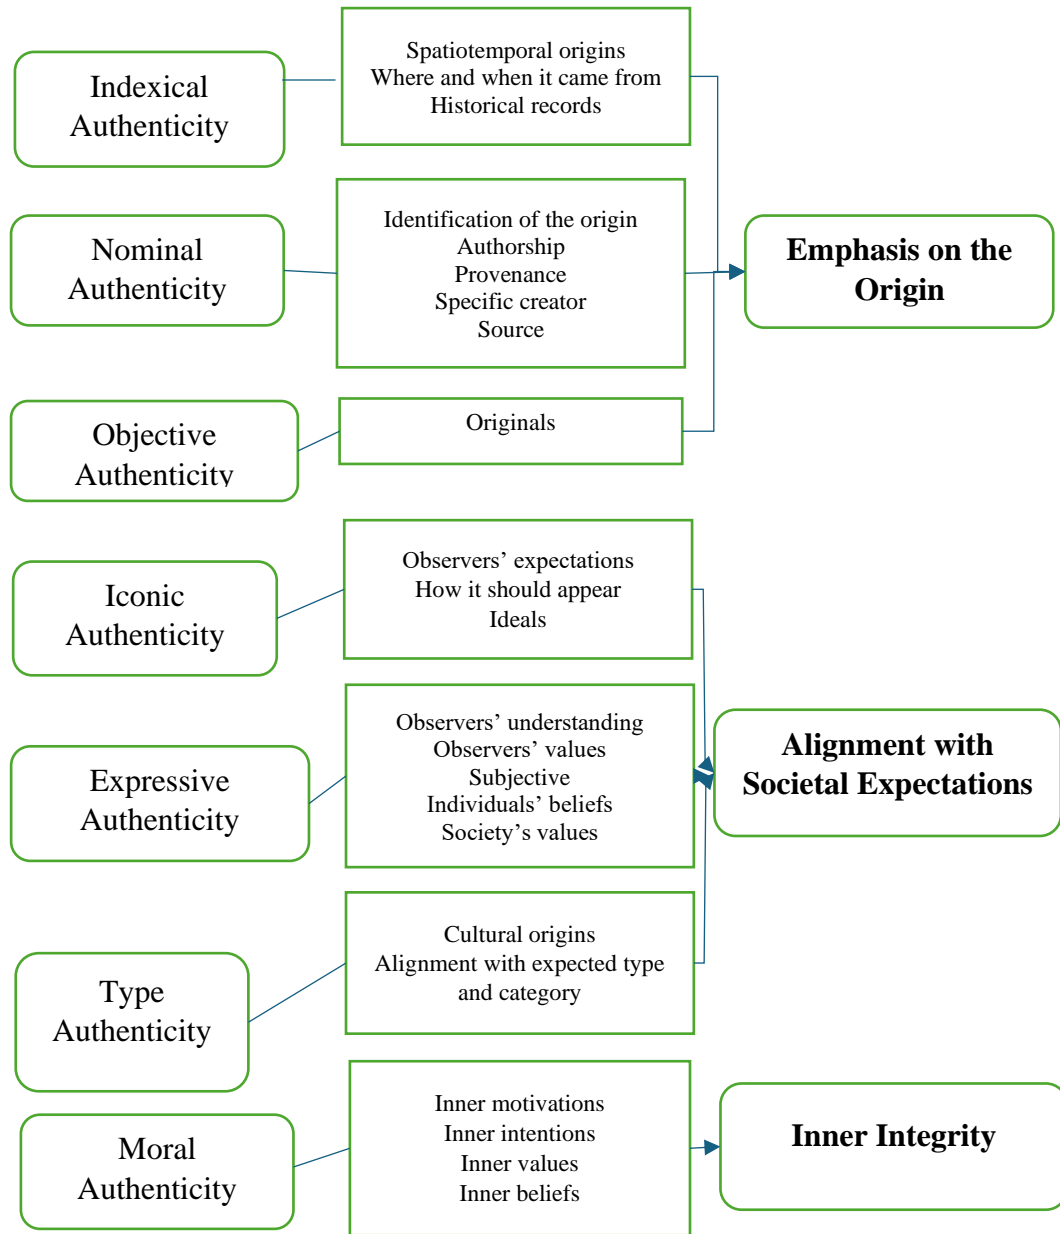 Indexical
Authenticity
Spatiotemporal origins
Where and when it came from
Historical records
Nominal
Authenticity
Identification of the origin
Authorship
Provenance
Specific creator
Source
Emphasis on the
Origin
Objective
Authenticity
Originals
Iconic
Authenticity
Observers’ expectations
How it should appear
Ideals
Expressive
Authenticity
Observers’ understanding
Observers’ values
Subjective
Individuals’ beliefs
Society’s values
Alignment with
Societal Expectations
Type
Authenticity
Cultural origins
Alignment with expected type
and category
Moral
Authenticity
Inner motivations
Inner intentions
Inner values
Inner beliefs
Inner Integrity